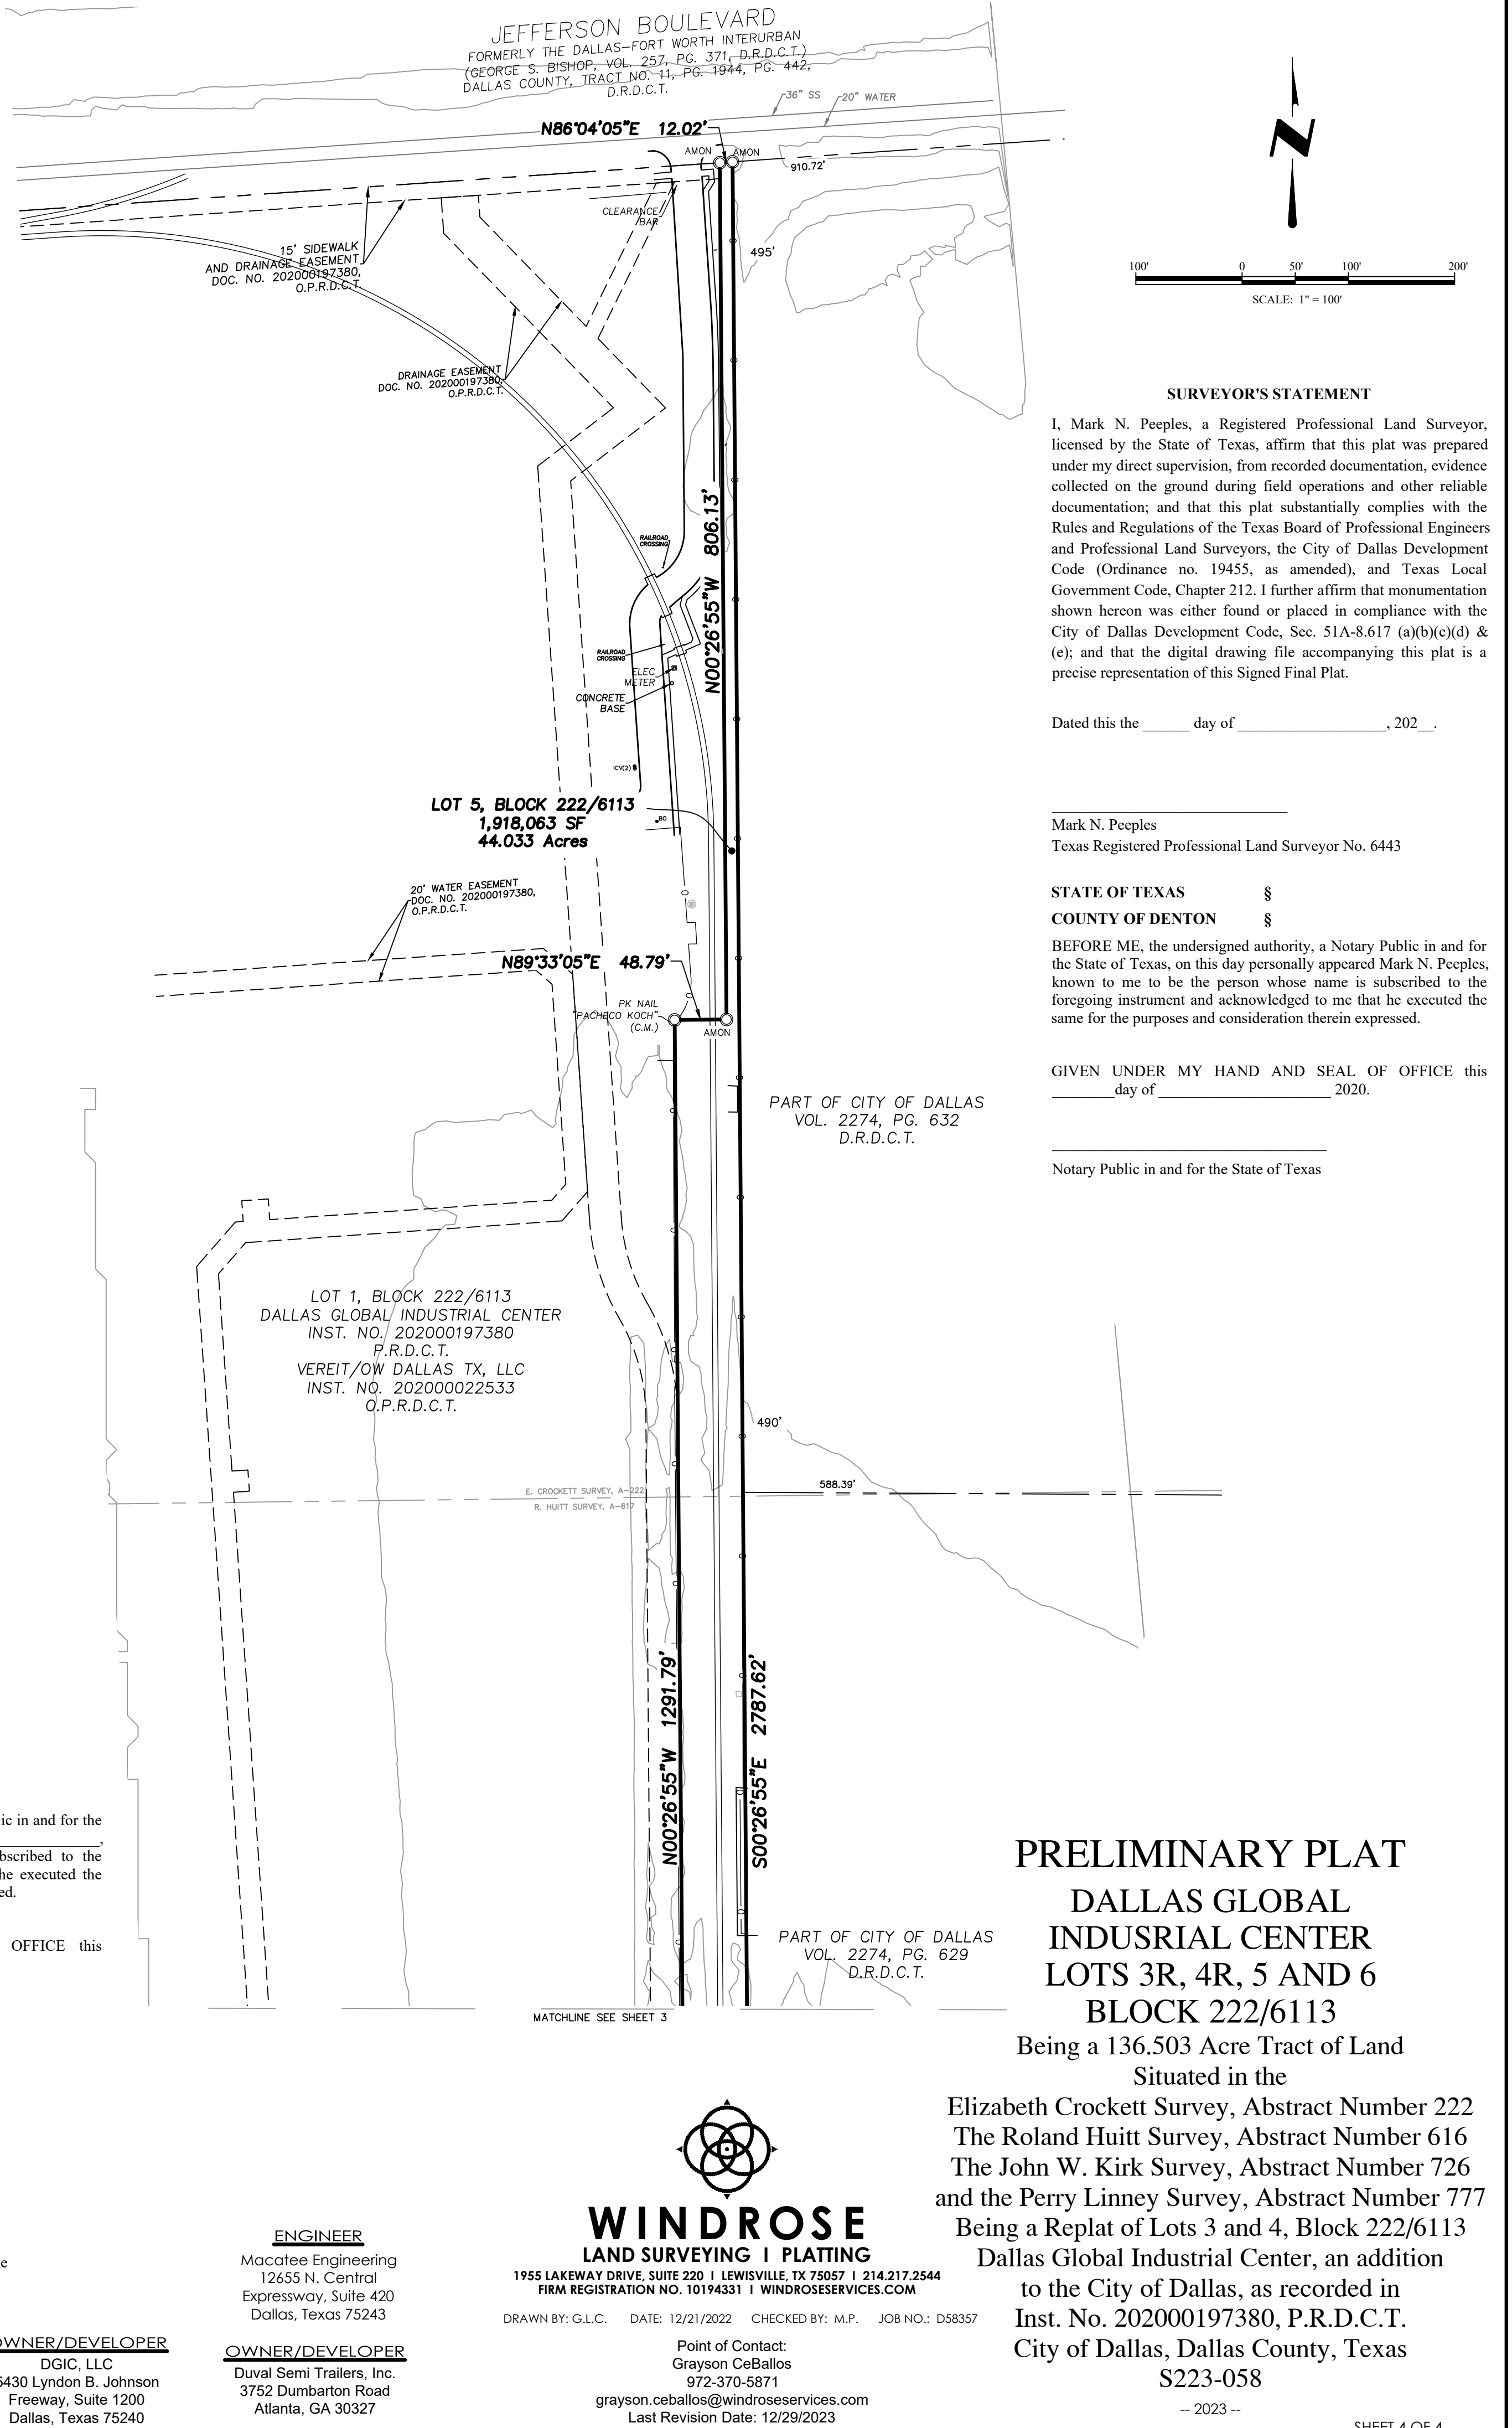 JEFFERSON BOULEVARD
FORMERLY THE DALLAS-FORT WORTH INTERURBAN
(GEORGE S. BISHOP, VOL. 257, PG. 371, D.R.D.C.T.)
DALLAS COUNTY, TRACT NO. 11, PG. 1944, PG. 442,
D.R.D.C.T.
36" SS
20" WATER
N86°04'05"E 12.02'
AMON
AMON
910.72'
CLEARANCE
BAR
495'
15' SIDEWALK
AND DRAINAGE EASEMENT
DOC. NO. 202000197380,
O.P.R.D.C.T.
DRAINAGE EASEMENT
DOC. NO. 202000197380,
O.P.R.D.C.T.
RAILROAD
CROSSING
N00°26'55"W 806.13'
RAILROAD
CROSSING
ELEC
METER
CONCRETE
BASE
ICV(2)
LOT 5, BLOCK 222/6113
1,918,063 SF
44.033 Acres
BO
20' WATER EASEMENT
DOC. NO. 202000197380,
O.P.R.D.C.T.
N89°33'05"E 48.79'
PK NAIL
"PACHECO KOCH"
(C.M.)
AMON
PART OF CITY OF DALLAS
VOL. 2274, PG. 632
D.R.D.C.T.
LOT 1, BLOCK 222/6113
DALLAS GLOBAL INDUSTRIAL CENTER
INST. NO. 202000197380
P.R.D.C.T.
VEREIT/OW DALLAS TX, LLC
INST. NO. 202000022533
O.P.R.D.C.T.
490'
E. CROCKETT SURVEY, A-222
R. HUITT SURVEY, A-617
588.39'
N00°26'55"W 1291.79'
S00°26'55"E 2787.62'
PART OF CITY OF DALLAS
VOL. 2274, PG. 629
D.R.D.C.T.
MATCHLINE SEE SHEET 3
N
100' 0 50' 100' 200'
SCALE: 1" = 100'
SURVEYOR'S STATEMENT
I, Mark N. Peeples, a Registered Professional Land Surveyor,
licensed by the State of Texas, affirm that this plat was prepared
under my direct supervision, from recorded documentation, evidence
collected on the ground during field operations and other reliable
documentation; and that this plat substantially complies with the
Rules and Regulations of the Texas Board of Professional Engineers
and Professional Land Surveyors, the City of Dallas Development
Code (Ordinance no. 19455, as amended), and Texas Local
Government Code, Chapter 212. I further affirm that monumentation
shown hereon was either found or placed in compliance with the
City of Dallas Development Code, Sec. 51A-8.617 (a)(b)(c)(d) &
(e); and that the digital drawing file accompanying this plat is a
precise representation of this Signed Final Plat.
Dated this the ______ day of ___________________, 202__.
Mark N. Peeples
Texas Registered Professional Land Surveyor No. 6443
STATE OF TEXAS §
COUNTY OF DENTON §
BEFORE ME, the undersigned authority, a Notary Public in and for
the State of Texas, on this day personally appeared Mark N. Peeples,
known to me to be the person whose name is subscribed to the
foregoing instrument and acknowledged to me that he executed the
same for the purposes and consideration therein expressed.
GIVEN UNDER MY HAND AND SEAL OF OFFICE this
________day of ______________________ 2020.
Notary Public in and for the State of Texas
ic in and for the
____________,
bscribed to the
he executed the
ed.
OFFICE this
e
OWNER/DEVELOPER
DGIC, LLC
5430 Lyndon B. Johnson
Freeway, Suite 1200
Dallas, Texas 75240
ENGINEER
Macatee Engineering
12655 N. Central
Expressway, Suite 420
Dallas, Texas 75243
OWNER/DEVELOPER
Duval Semi Trailers, Inc.
3752 Dumbarton Road
Atlanta, GA 30327
WINDROSE
LAND SURVEYING I PLATTING
1955 LAKEWAY DRIVE, SUITE 220 I LEWISVILLE, TX 75057 I 214.217.2544
FIRM REGISTRATION NO. 10194331 I WINDROSESERVICES.COM
DRAWN BY: G.L.C. DATE: 12/21/2022 CHECKED BY: M.P. JOB NO.: D58357
Point of Contact:
Grayson CeBallos
972-370-5871
grayson.ceballos@windroseservices.com
Last Revision Date: 12/29/2023
PRELIMINARY PLAT
DALLAS GLOBAL
INDUSRIAL CENTER
LOTS 3R, 4R, 5 AND 6
BLOCK 222/6113
Being a 136.503 Acre Tract of Land
Situated in the
Elizabeth Crockett Survey, Abstract Number 222
The Roland Huitt Survey, Abstract Number 616
The John W. Kirk Survey, Abstract Number 726
and the Perry Linney Survey, Abstract Number 777
Being a Replat of Lots 3 and 4, Block 222/6113
Dallas Global Industrial Center, an addition
to the City of Dallas, as recorded in
Inst. No. 202000197380, P.R.D.C.T.
City of Dallas, Dallas County, Texas
S223-058
-- 2023 --
SHEET 4 OF 4